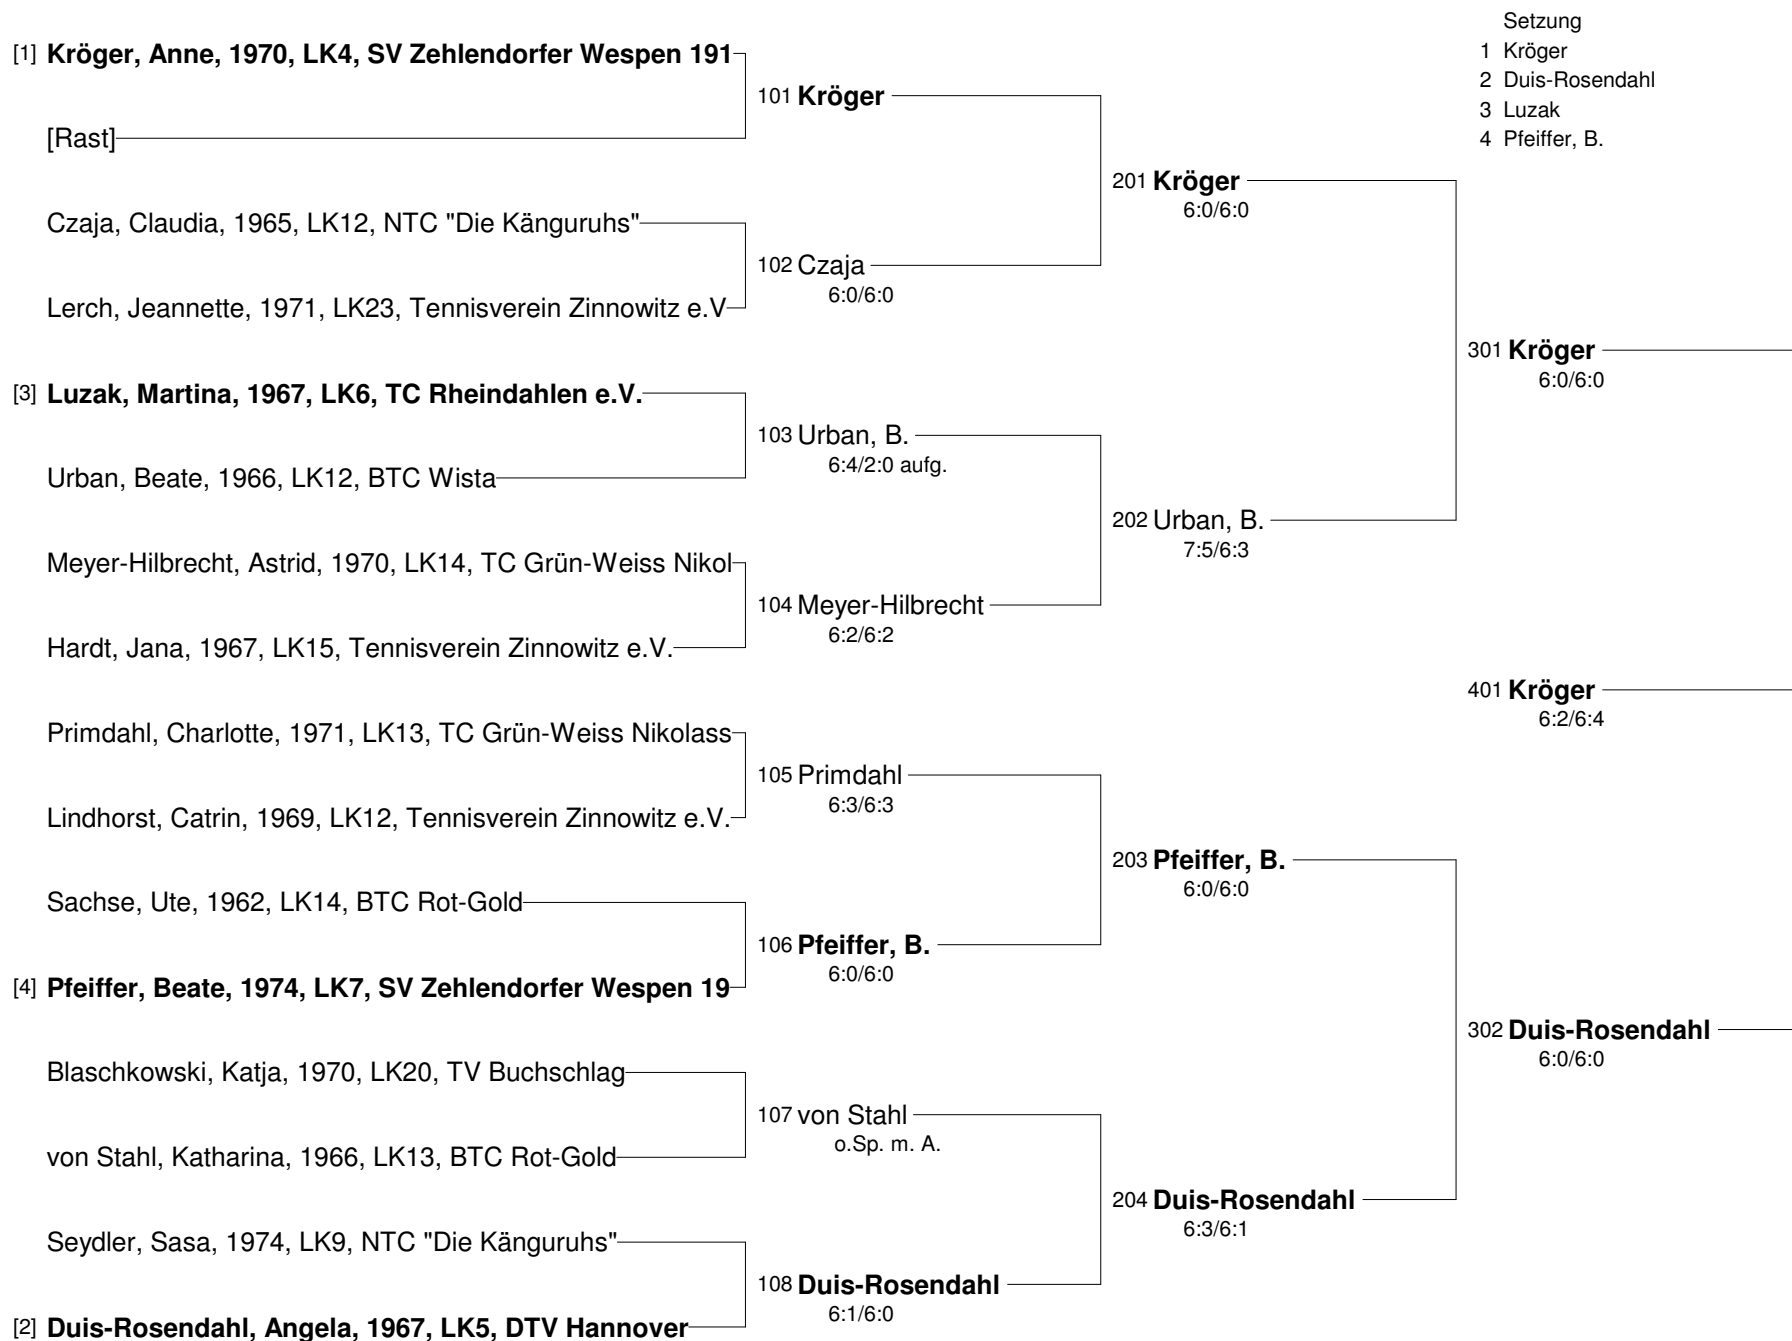 Setzung
1 Kröger
2 Duis-Rosendahl
3 Luzak
4 Pfeiffer, B.
[1] Kröger, Anne, 1970, LK4, SV Zehlendorfer Wespen 191
[Rast]
Czaja, Claudia, 1965, LK12, NTC "Die Känguruhs"
Lerch, Jeannette, 1971, LK23, Tennisverein Zinnowitz e.V
[3] Luzak, Martina, 1967, LK6, TC Rheindahlen e.V.
Urban, Beate, 1966, LK12, BTC Wista
Meyer-Hilbrecht, Astrid, 1970, LK14, TC Grün-Weiss Nikol
Hardt, Jana, 1967, LK15, Tennisverein Zinnowitz e.V.
Primdahl, Charlotte, 1971, LK13, TC Grün-Weiss Nikolass
Lindhorst, Catrin, 1969, LK12, Tennisverein Zinnowitz e.V.
Sachse, Ute, 1962, LK14, BTC Rot-Gold
[4] Pfeiffer, Beate, 1974, LK7, SV Zehlendorfer Wespen 19
Blaschkowski, Katja, 1970, LK20, TV Buchschlag
von Stahl, Katharina, 1966, LK13, BTC Rot-Gold
Seydler, Sasa, 1974, LK9, NTC "Die Känguruhs"
[2] Duis-Rosendahl, Angela, 1967, LK5, DTV Hannover
101 Kröger
102 Czaja
6:0/6:0
103 Urban, B.
6:4/2:0 aufg.
104 Meyer-Hilbrecht
6:2/6:2
105 Primdahl
6:3/6:3
106 Pfeiffer, B.
6:0/6:0
107 von Stahl
o.Sp. m. A.
108 Duis-Rosendahl
6:1/6:0
201 Kröger
6:0/6:0
202 Urban, B.
7:5/6:3
203 Pfeiffer, B.
6:0/6:0
204 Duis-Rosendahl
6:3/6:1
301 Kröger
6:0/6:0
401 Kröger
6:2/6:4
302 Duis-Rosendahl
6:0/6:0